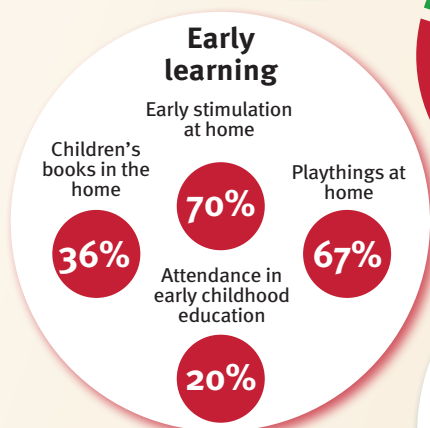 Early
learning
Early stimulation
at home
70%
Children’s
books in the
home
36%
Playthings at
home
67%
Attendance in
early childhood
education
20%